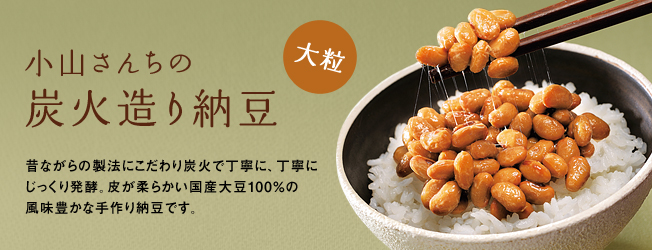 小山さんちの
炭火造り納豆
大粒
昔ながらの製法にこだわり炭火で丁寧に、丁寧に
じっくり発酵。皮が柔らかい国産大豆100%の
風味豊かな手作り納豆です。